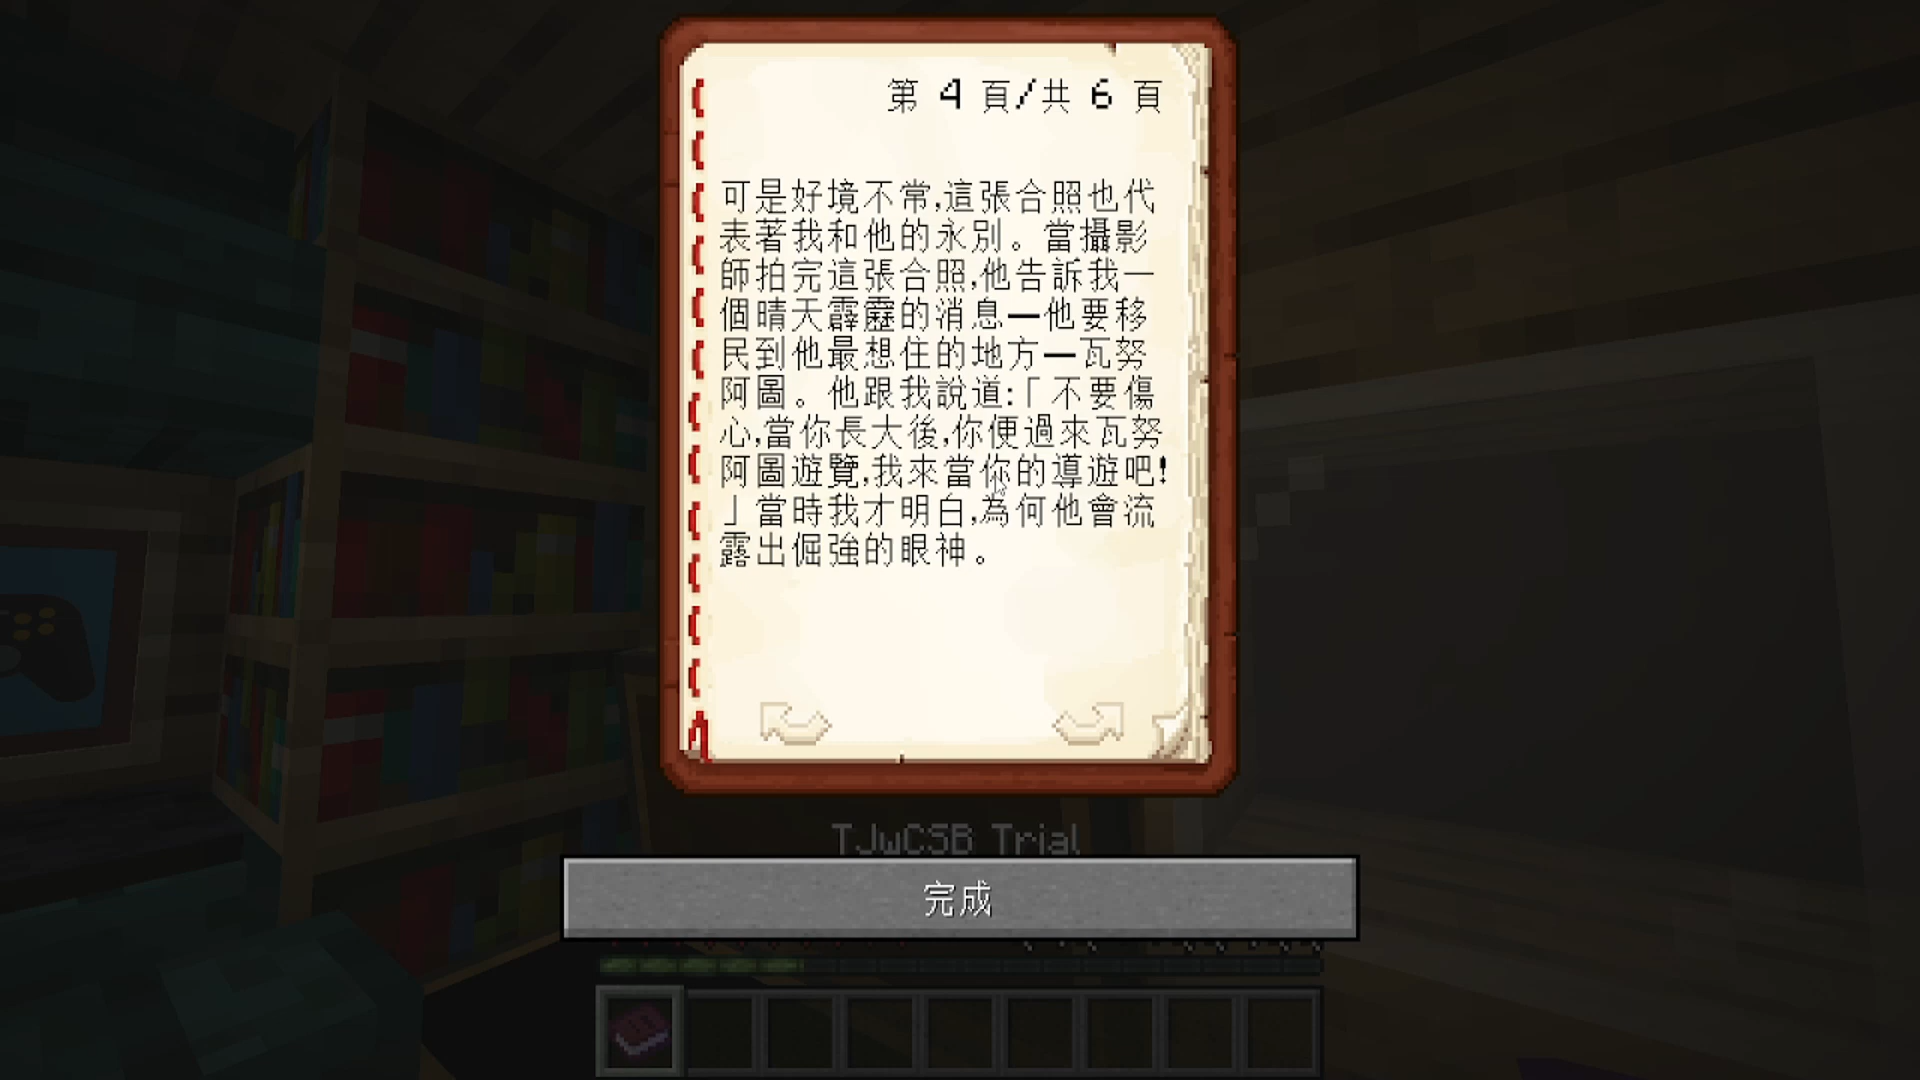 第 4 頁/共 6 頁
可是好境不常,這張合照也代
表著我和他的永別。當攝影
師拍完這張合照,他告訴我一
個晴天霹靂的消息—他要移
民到他最想住的地方—瓦努
阿圖。他跟我說道:「不要傷
心,當你長大後,你便過來瓦努
阿圖遊覽,我來當你的導遊吧!
」當時我才明白,為何他會流
露出倔強的眼神。
TJwCSB Trial
完成